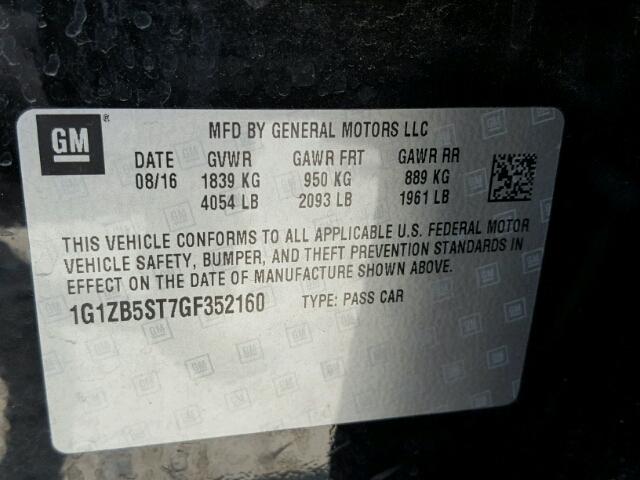 GM ®
MFD BY GENERAL MOTORS LLC
DATE GVWR GAWR FRT GAWR RR
08/16 1839 KG 950 KG 889 KG
4054 LB 2093 LB 1961 LB
THIS VEHICLE CONFORMS TO ALL APPLICABLE U.S. FEDERAL MOTOR
VEHICLE SAFETY, BUMPER, AND THEFT PREVENTION STANDARDS IN
EFFECT ON THE DATE OF MANUFACTURE SHOWN ABOVE.
1G1ZB5ST7GF352160 TYPE: PASS CAR